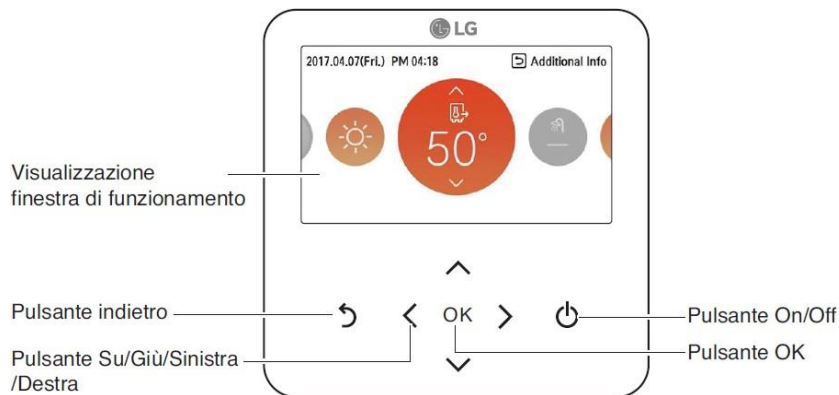 LG
2017.04.07(Fri.) PM 04:18
Additional Info
50°
Visualizzazione
finestra di funzionamento
Pulsante indietro
OK
Pulsante On/Off
Pulsante Su/Giù/Sinistra
/Destra
Pulsante OK